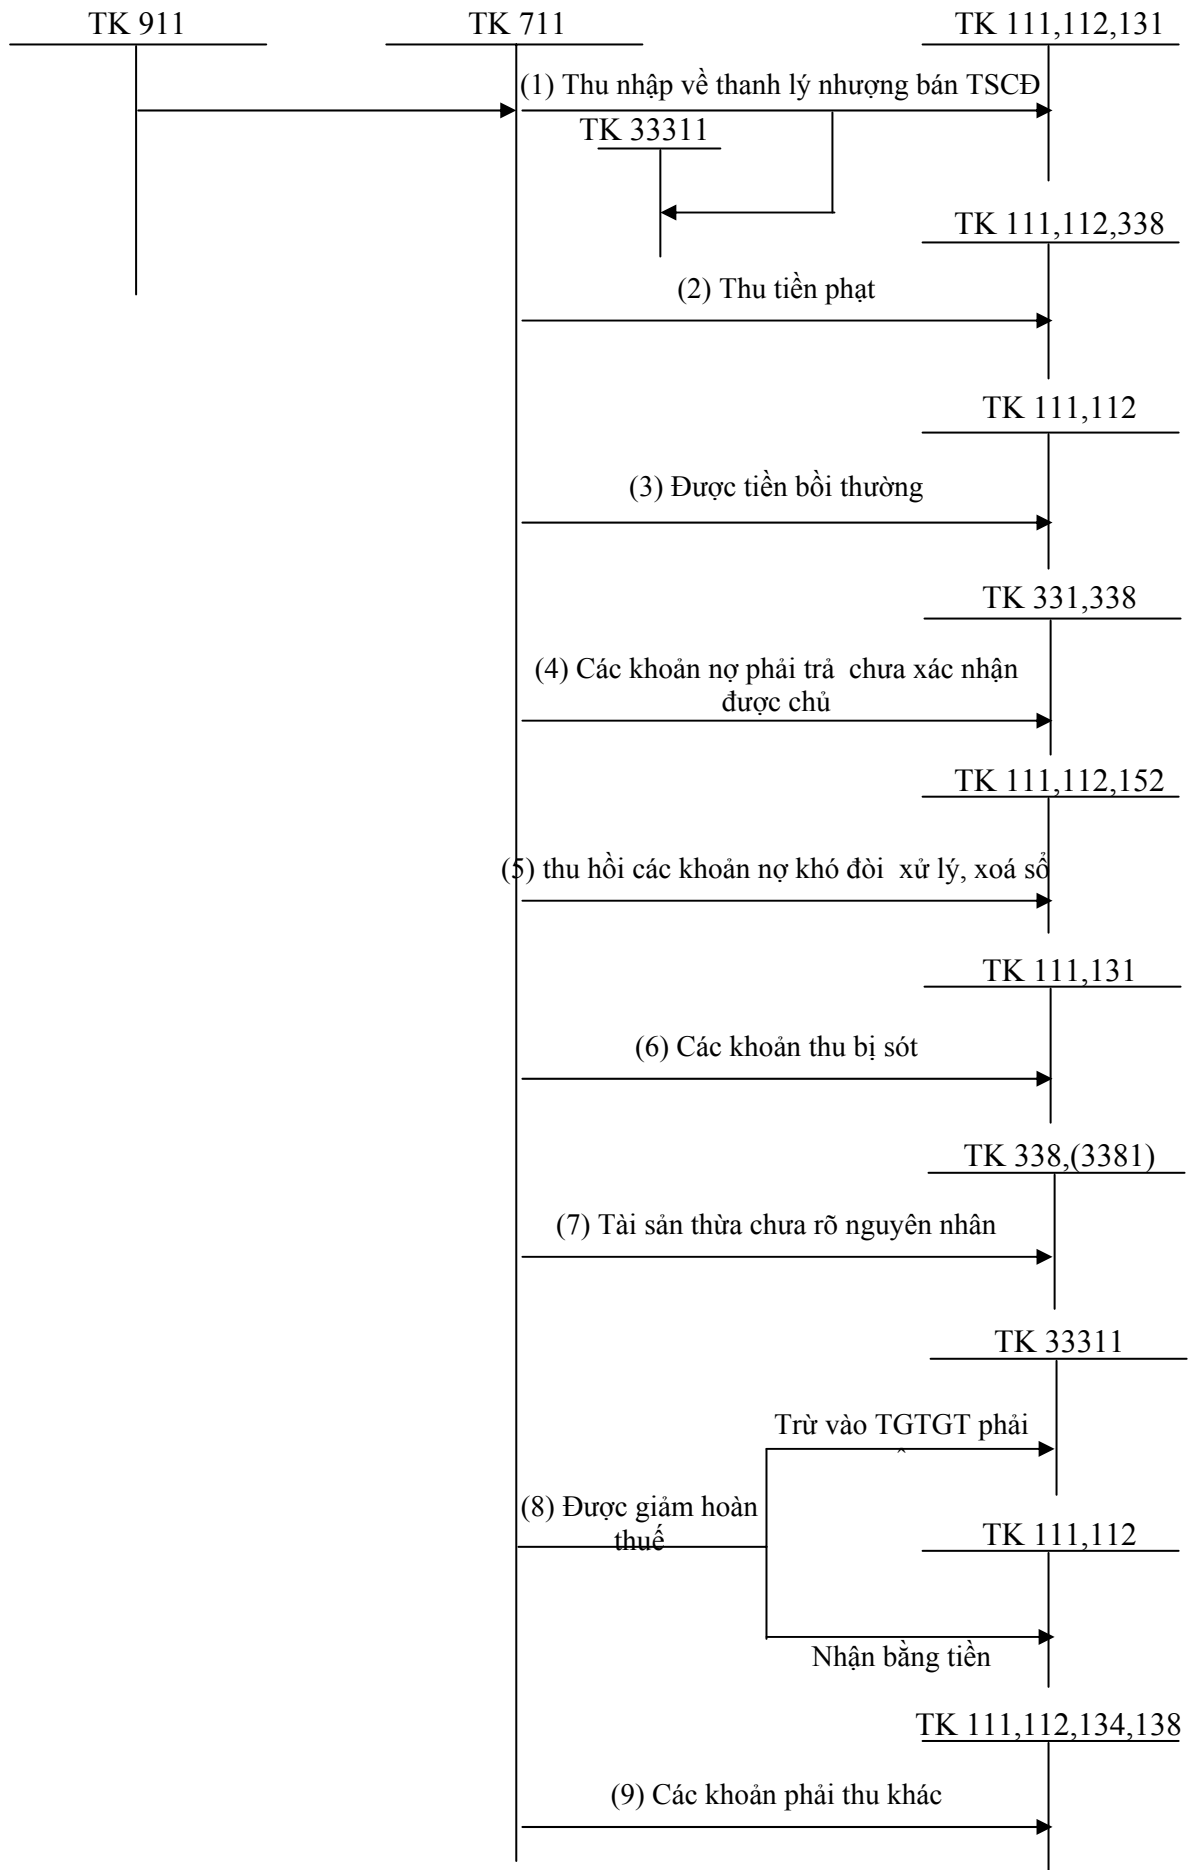 TK 911
TK 711
TK 111,112,131
(1) Thu nhập về thanh lý nhượng bán TSCĐ
TK 33311
TK 111,112,338
(2) Thu tiền phạt
TK 111,112
(3) Được tiền bồi thường
TK 331,338
(4) Các khoản nợ phải trả chưa xác nhận
được chủ
TK 111,112,152
(5) thu hồi các khoản nợ khó đòi xử lý, xoá sổ
TK 111,131
(6) Các khoản thu bị sót
TK 338,(3381)
(7) Tài sản thừa chưa rõ nguyên nhân
TK 33311
Trừ vào TGTGT phải
(8) Được giảm hoàn
thuế
TK 111,112
Nhận bằng tiền
TK 111,112,134,138
(9) Các khoản phải thu khác